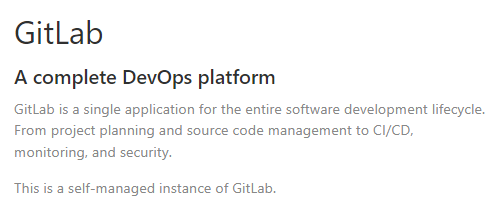 GitLab
A complete DevOps platform
GitLab is a single application for the entire software development lifecycle.
From project planning and source code management to CI/CD,
monitoring, and security.
This is a self-managed instance of GitLab.